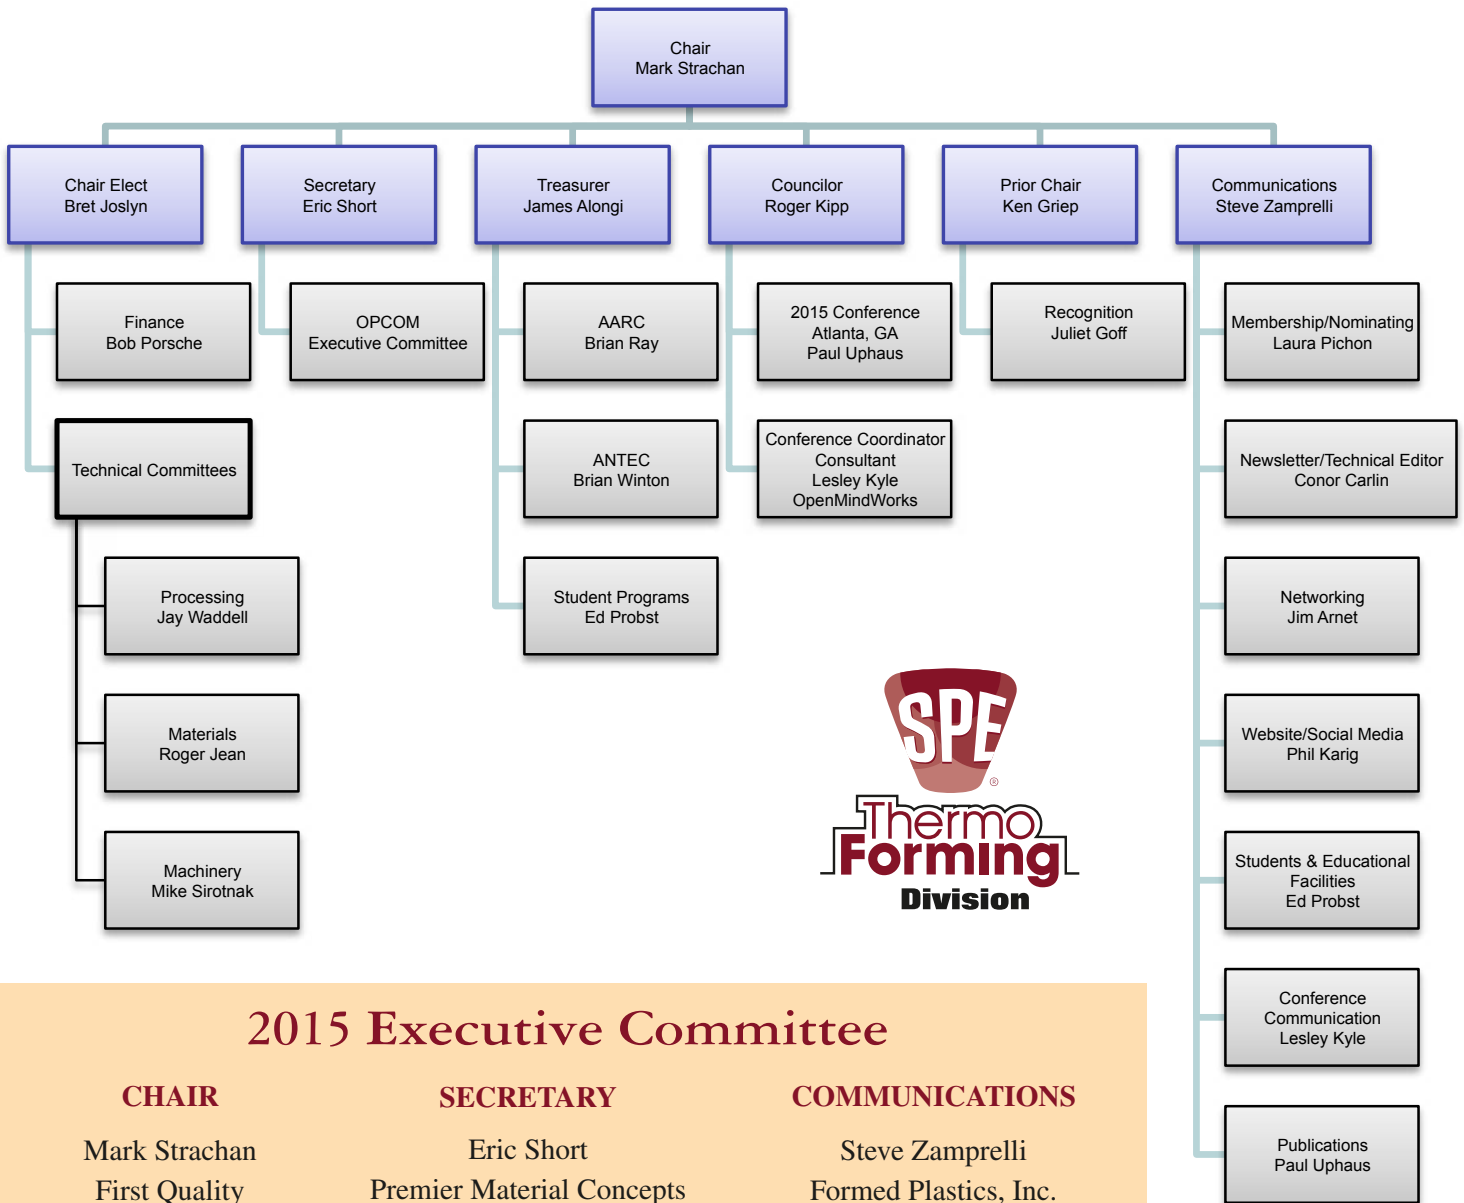 Chair
Mark Strachan
Chair Elect
Bret Joslyn
Secretary
Eric Short
Treasurer
James Alongi
Councilor
Roger Kipp
Prior Chair
Ken Griep
Communications
Steve Zamprelli
Finance
Bob Porsche
OPCOM
Executive Committee
AARC
Brian Ray
2015 Conference
Atlanta, GA
Paul Uphaus
Recognition
Juliet Goff
Membership/Nominating
Laura Pichon
Technical Committees
ANTEC
Brian Winton
Conference Coordinator
Consultant
Lesley Kyle
OpenMindWorks
Newsletter/Technical Editor
Conor Carlin
Processing
Jay Waddell
Student Programs
Ed Probst
Networking
Jim Arnet
Materials
Roger Jean
Website/Social Media
Phil Karig
Machinery
Mike Sirotnak
Students & Educational
Facilities
Ed Probst
SPE
®
Thermo
Forming
Division
Conference
Communication
Lesley Kyle
Publications
Paul Uphaus
2015 Executive Committee
CHAIR
Mark Strachan
First Quality
SECRETARY
Eric Short
Premier Material Concepts
COMMUNICATIONS
Steve Zamprelli
Formed Plastics, Inc.